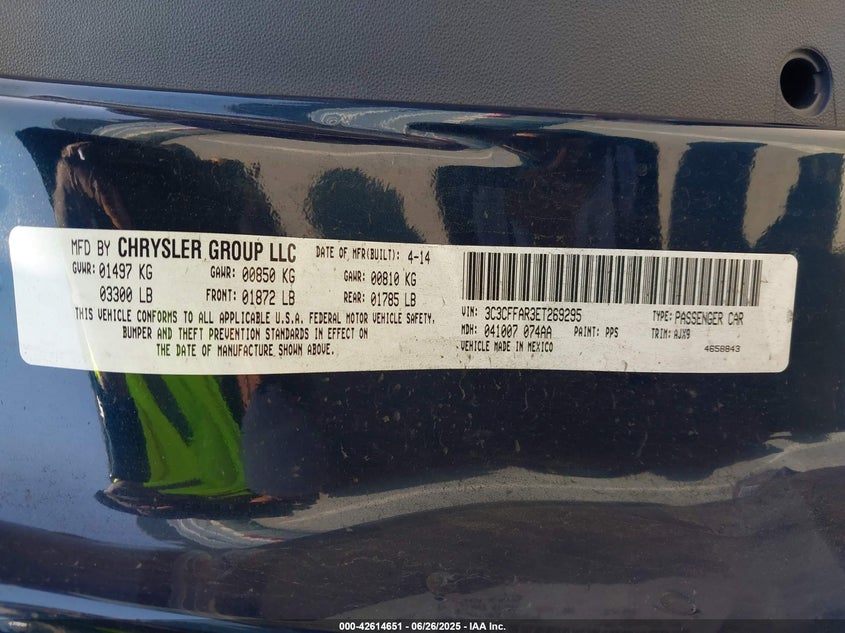 MFD BY CHRYSLER GROUP LLC DATE OF MFR(BUILT): 4-14
GVWR: 01497 KG GAWR: 00850 KG GAWR: 00810 KG
03300 LB FRONT: 01872 LB REAR: 01785 LB
THIS VEHICLE CONFORMS TO ALL APPLICABLE U.S.A. FEDERAL MOTOR VEHICLE SAFETY,
BUMPER AND THEFT PREVENTION STANDARDS IN EFFECT ON
THE DATE OF MANUFACTURE SHOWN ABOVE.
VIN: 3C3CFFAR3ET269295 TYPE: PASSENGER CAR
MDH: 041007 074AA PAINT: PPS TRIM: AJX9
VEHICLE MADE IN MEXICO 4658843
000-42614651 - 06/26/2025 - IAA Inc.